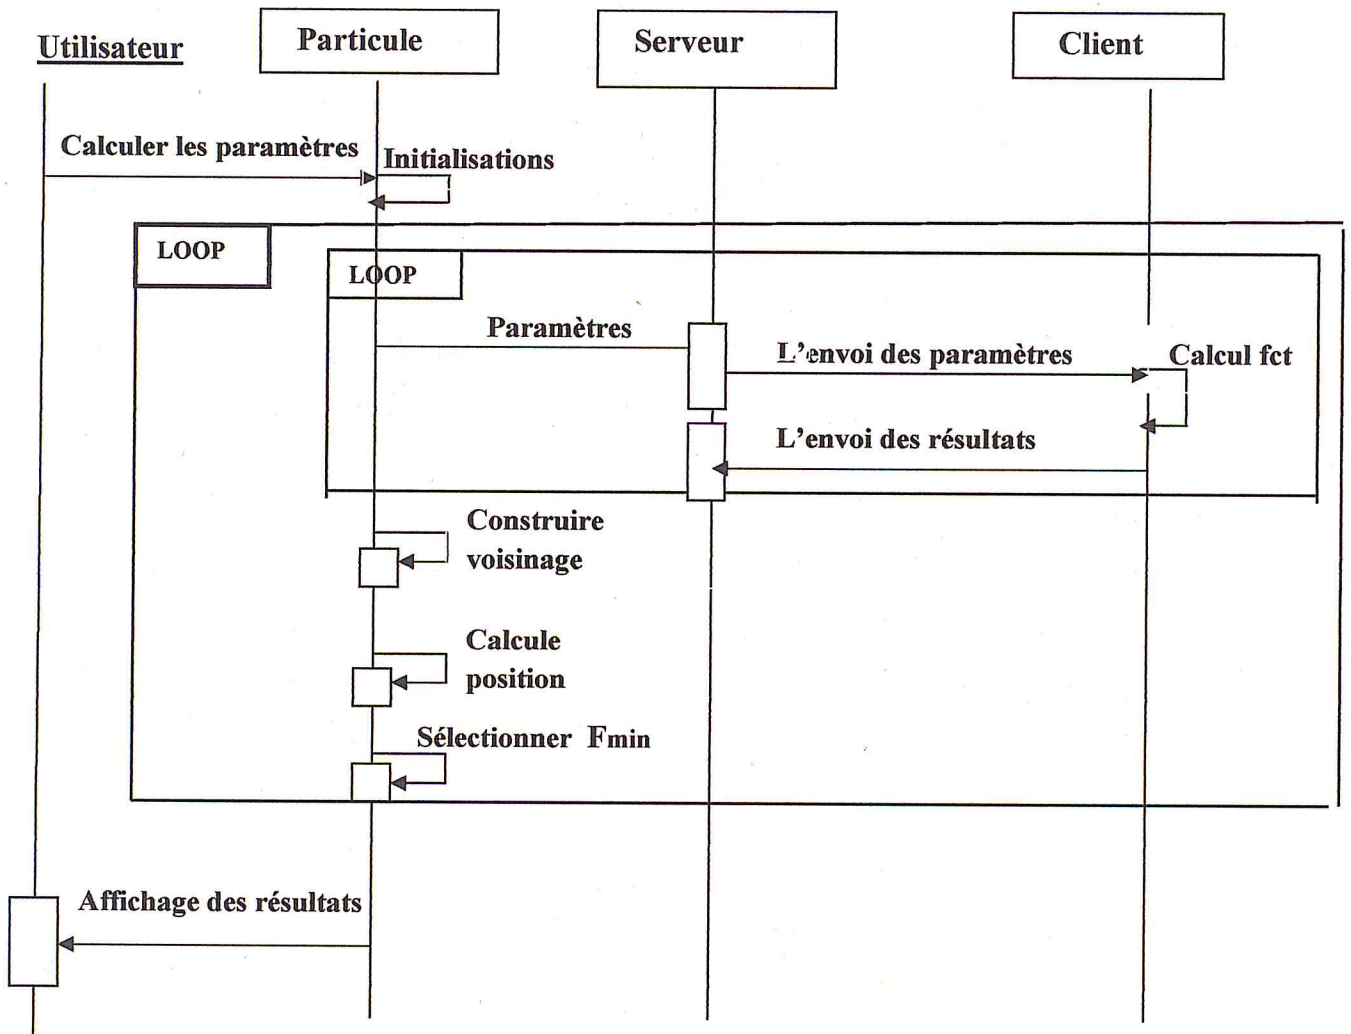 Utilisateur
Particule
Serveur
Client
Calculer les paramètres
Initialisations
LOOP
LOOP
Paramètres
L'envoi des paramètres
Calcul fct
L'envoi des résultats
Construire
voisinage
Calcule
position
Sélectionner Fmin
Affichage des résultats